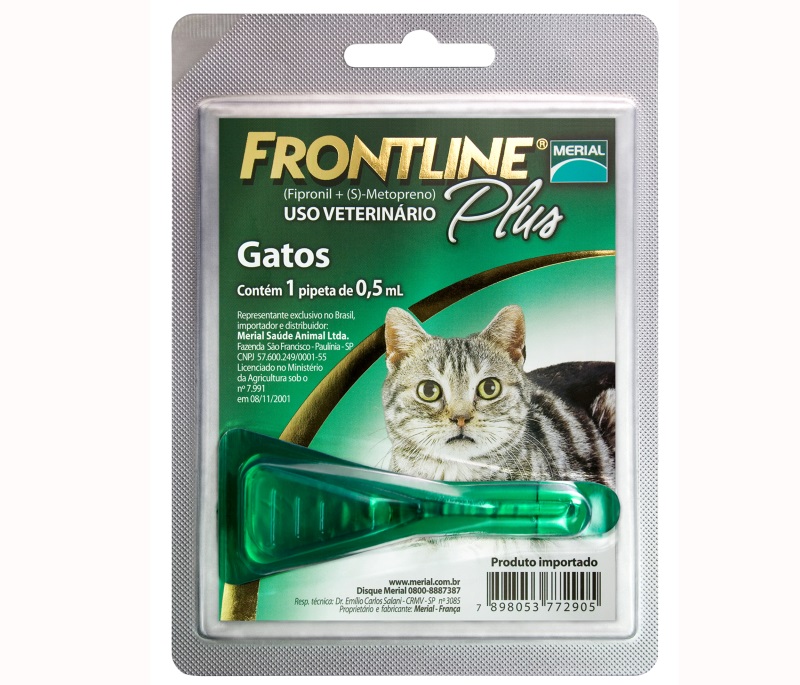 FRONTLINE®
MERIAL
(Fipronil + (S)-Metopreno)
USO VETERINÁRIO
Plus
Gatos
Contém 1 pipeta de 0,5 mL
Representante exclusivo no Brasil,
importador e distribuidor:
Merial Saúde Animal Ltda.
Fazenda São Francisco - Paulínia - SP
CNPJ 57.600.249/0001-55
Licenciado no Ministério
da Agricultura sob o
nº 7.991
em 08/11/2001
Produto importado
www.merial.com.br
Disque Merial 0800-8887387
Resp. técnica: Dr. Emílio Carlos Salani - CRMV - SP nº 3085
Proprietário e fabricante: Merial - França
7 898053 772905